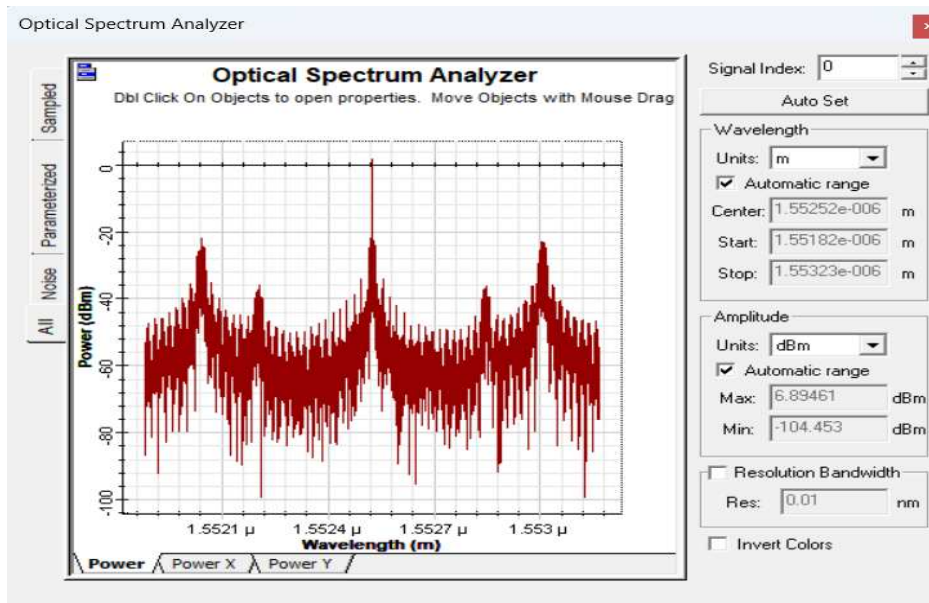 Optical Spectrum Analyzer
Sampled
Parameterized
Noise
All
Optical Spectrum Analyzer
Dbl Click On Objects to open properties. Move Objects with Mouse Drag
Power (dBm)
0
-20
-40
-60
-80
-100
1.5521 µ 1.5524 µ 1.5527 µ 1.553 µ
Wavelength (m)
Power Power X Power Y
Signal Index: 0
Auto Set
Wavelength
Units: m
Automatic range
Center: 1.55252e-006 m
Start: 1.55182e-006 m
Stop: 1.55323e-006 m
Amplitude
Units: dBm
Automatic range
Max: 6.89461 dBm
Min: -104.453 dBm
Resolution Bandwidth
Res: 0.01 nm
Invert Colors